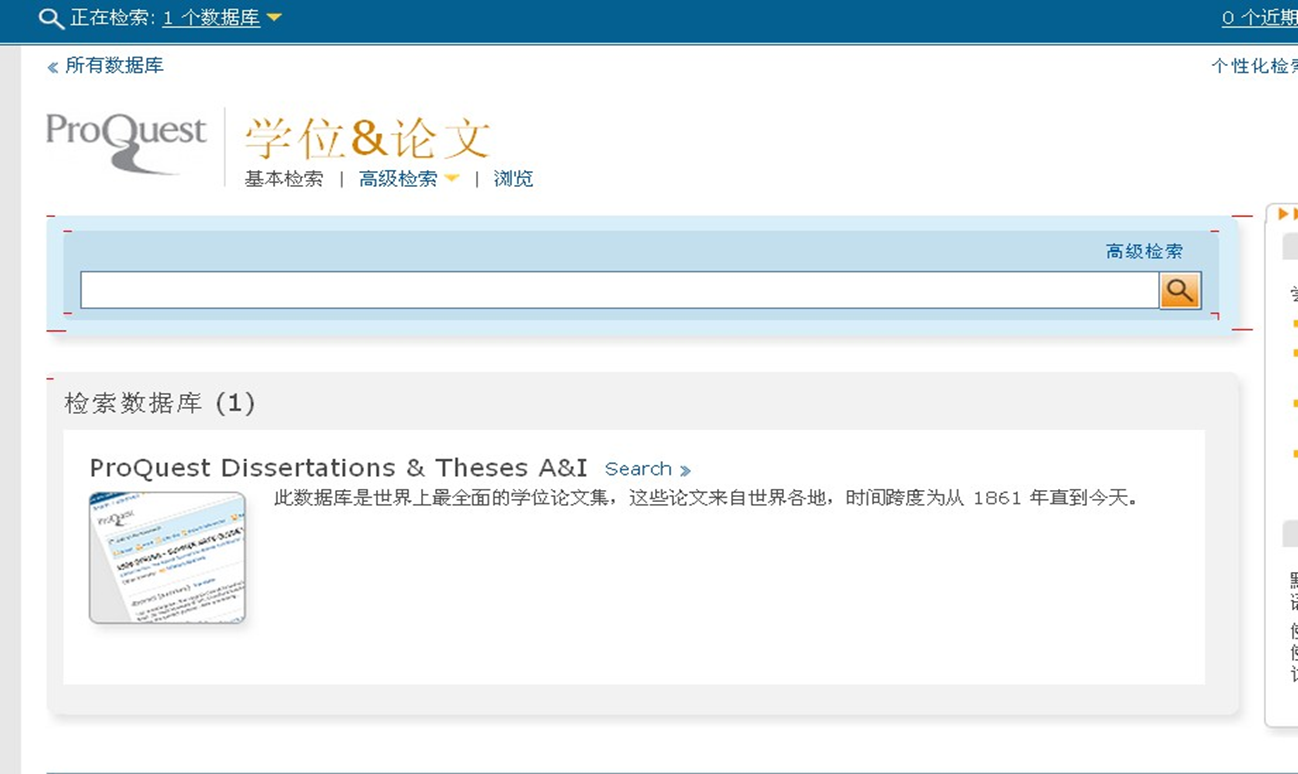 正在检索: 1 个数据库
0 个近期
所有数据库
个性化检索
ProQuest
学位&论文
基本检索 | 高级检索 | 浏览
高级检索
检索数据库 (1)
ProQuest Dissertations & Theses A&I Search
此数据库是世界上最全面的学位论文集，这些论文来自世界各地，时间跨度为从 1861 年直到今天。
ProQuest